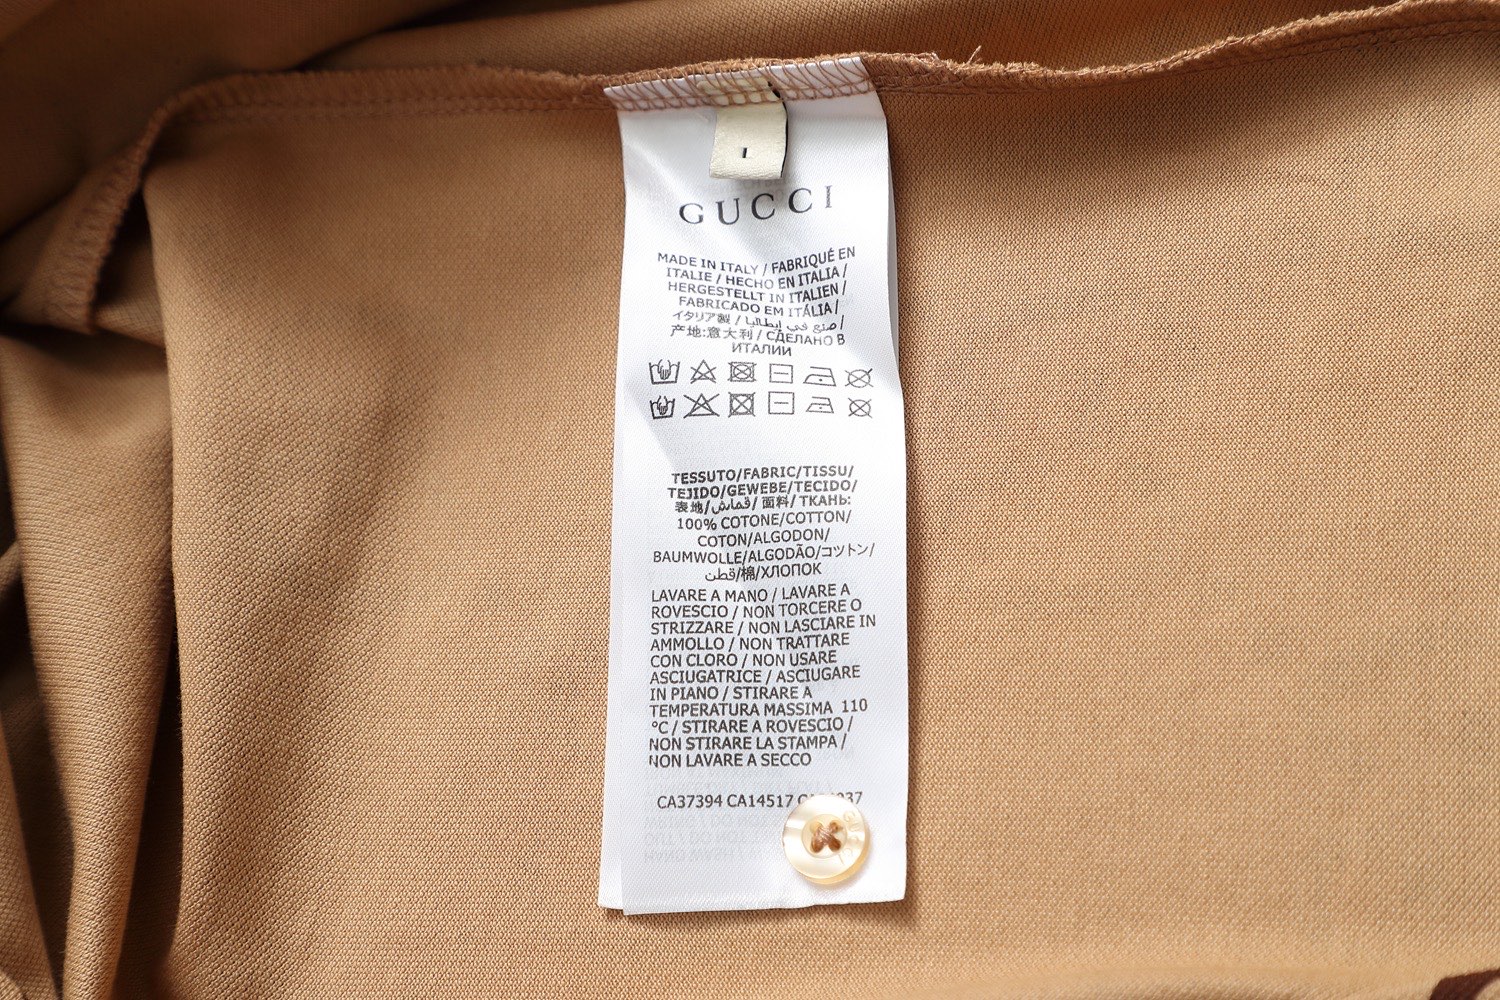 L
GUCCI
MADE IN ITALY / FABRIQUÉ EN
ITALIE / HECHO EN ITALIA /
HERGESTELLT IN ITALIEN /
FABRICADO EM ITÁLIA /
イタリア製 / صنع في إيطاليا /
产地:意大利 / СДЕЛАНО В
ИТАЛИИ
TESSUTO/FABRIC/TISSU/
TEJIDO/GEWEBE/TECIDO/
表地/قماش/ 面料/ ТКАНЬ:
100% COTONE/COTTON/
COTON/ALGODON/
BAUMWOLLE/ALGODÃO/コットン/
قطن/棉/ХЛОПОК
LAVARE A MANO / LAVARE A
ROVESCIO / NON TORCERE O
STRIZZARE / NON LASCIARE IN
AMMOLLO / NON TRATTARE
CON CLORO / NON USARE
ASCIUGATRICE / ASCIUGARE
IN PIANO / STIRARE A
TEMPERATURA MASSIMA 110
°C / STIRARE A ROVESCIO /
NON STIRARE LA STAMPA /
NON LAVARE A SECCO
CA37394 CA14517